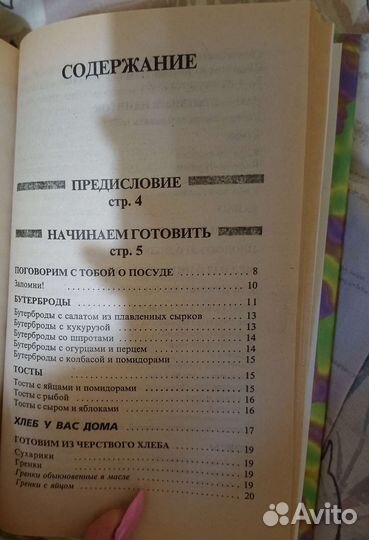 СОДЕРЖАНИЕ
ПРЕДИСЛОВИЕ
стр. 4
НАЧИНАЕМ ГОТОВИТЬ
стр. 5
ПОГОВОРИМ С ТОБОЙ О ПОСУДЕ 8
Запомни! 10
БУТЕРБРОДЫ 11
Бутерброды с салатом из плавленных сырков 13
Бутерброды с кукурузой 13
Бутерброды со шпротами 14
Бутерброды с огурцами и перцем 14
Бутерброды с колбасой и помидорами 15
ТОСТЫ 15
Тосты с яйцами и помидорами 15
Тосты с рыбой 16
Тосты с сыром и яблоками 16
ХЛЕБ У ВАС ДОМА 17
ГОТОВИМ ИЗ ЧЕРСТВОГО ХЛЕБА 19
Сухарики 19
Гренки 19
Гренки обыкновенные в масле 19
Гренки с яйцом 20
Avito